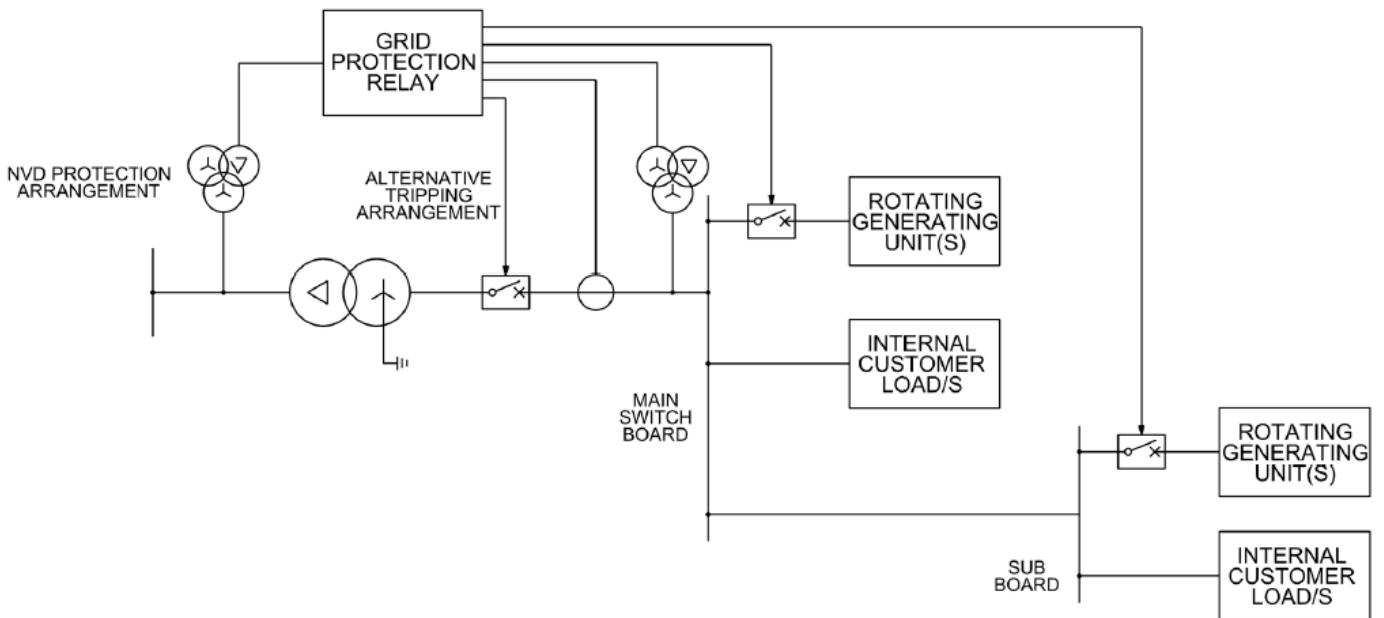 GRID
PROTECTION
RELAY
NVD PROTECTION
ARRANGEMENT
ALTERNATIVE
TRIPPING
ARRANGEMENT
ROTATING
GENERATING
UNIT(S)
INTERNAL
CUSTOMER
LOAD/S
MAIN
SWITCH
BOARD
ROTATING
GENERATING
UNIT(S)
SUB
BOARD
INTERNAL
CUSTOMER
LOAD/S